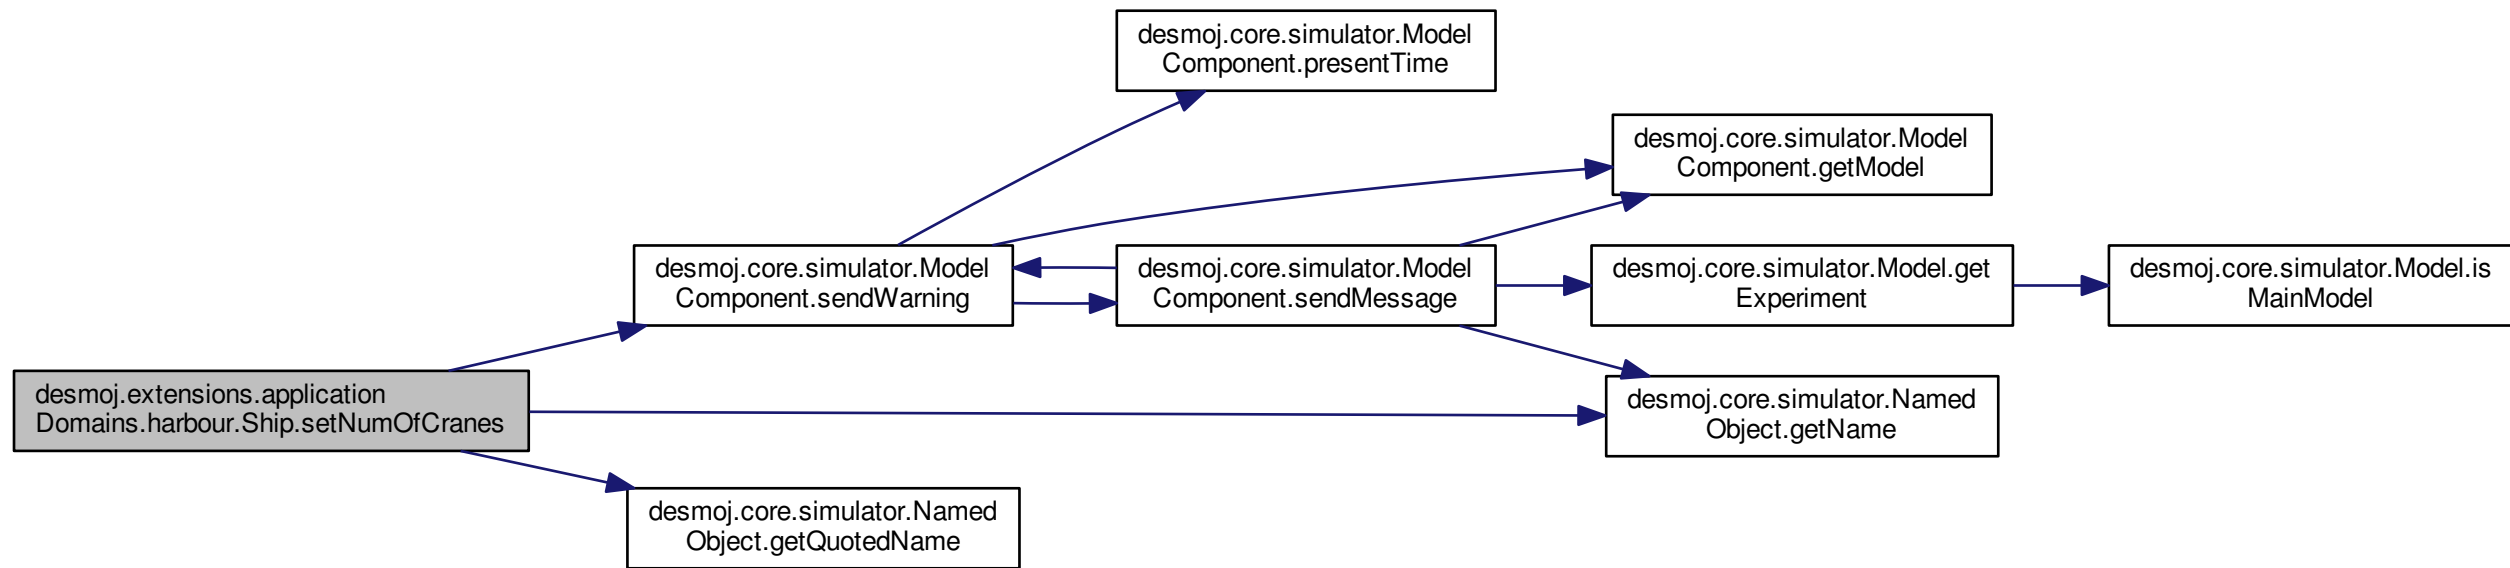 desmoj.core.simulator.Model
Component.presentTime
desmoj.core.simulator.Model
Component.getModel
desmoj.core.simulator.Model
Component.sendWarning
desmoj.core.simulator.Model
Component.sendMessage
desmoj.core.simulator.Model.get
Experiment
desmoj.core.simulator.Model.is
MainModel
desmoj.extensions.application
Domains.harbour.Ship.setNumOfCranes
desmoj.core.simulator.Named
Object.getName
desmoj.core.simulator.Named
Object.getQuotedName